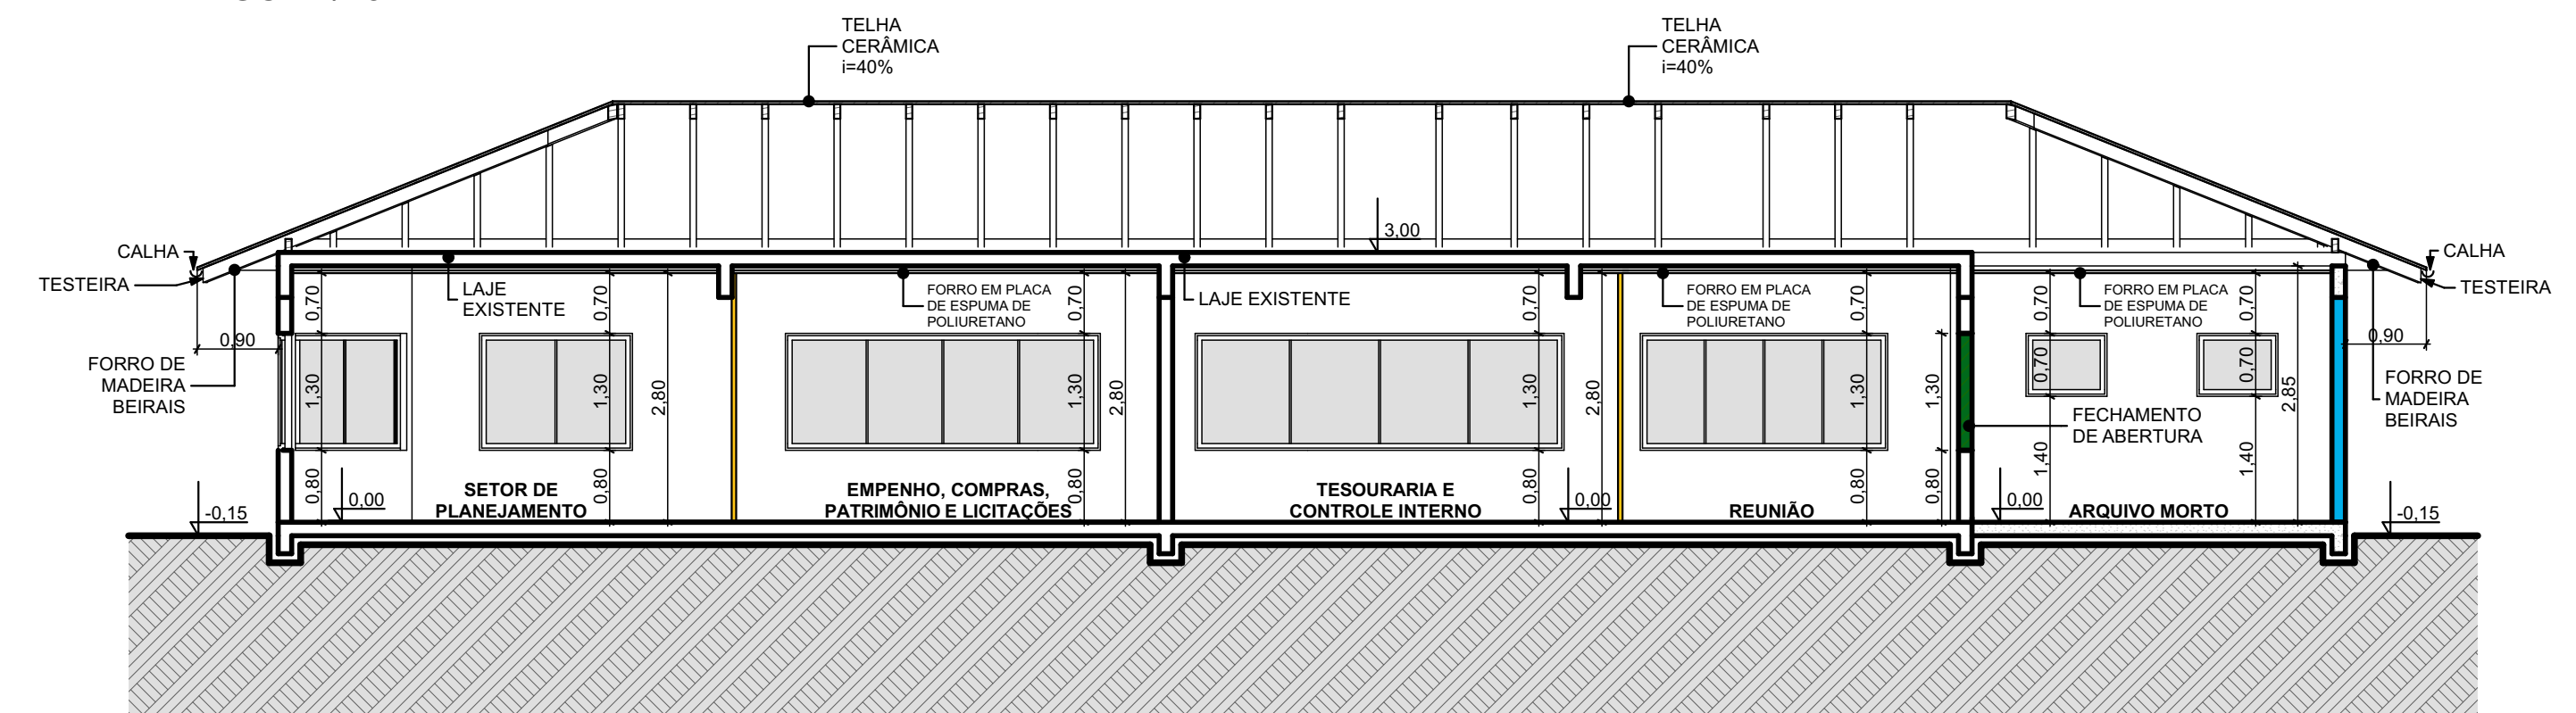 TELHA
CERÂMICA
i=40%
TELHA
CERÂMICA
i=40%
3,00
CALHA
TESTEIRA
CALHA
TESTEIRA
LAJE
EXISTENTE
FORRO EM PLACA
DE ESPUMA DE
POLIURETANO
LAJE EXISTENTE
FORRO EM PLACA
DE ESPUMA DE
POLIURETANO
FORRO EM PLACA
DE ESPUMA DE
POLIURETANO
0,70
0,70
0,70
0,70
0,70
0,70
0,70
0,90
0,90
FORRO DE
MADEIRA
BEIRAIS
FORRO DE
MADEIRA
BEIRAIS
1,30
1,30
2,80
1,30
2,80
1,30
2,80
1,30
1,30
0,70
0,70
2,85
FECHAMENTO
DE ABERTURA
0,80
0,80
0,80
0,80
0,80
0,80
1,40
1,40
-0,15
0,00
SETOR DE
PLANEJAMENTO
EMPENHO, COMPRAS,
PATRIMÔNIO E LICITAÇÕES
TESOURARIA E
CONTROLE INTERNO
0,00
REUNIÃO
0,00
ARQUIVO MORTO
-0,15